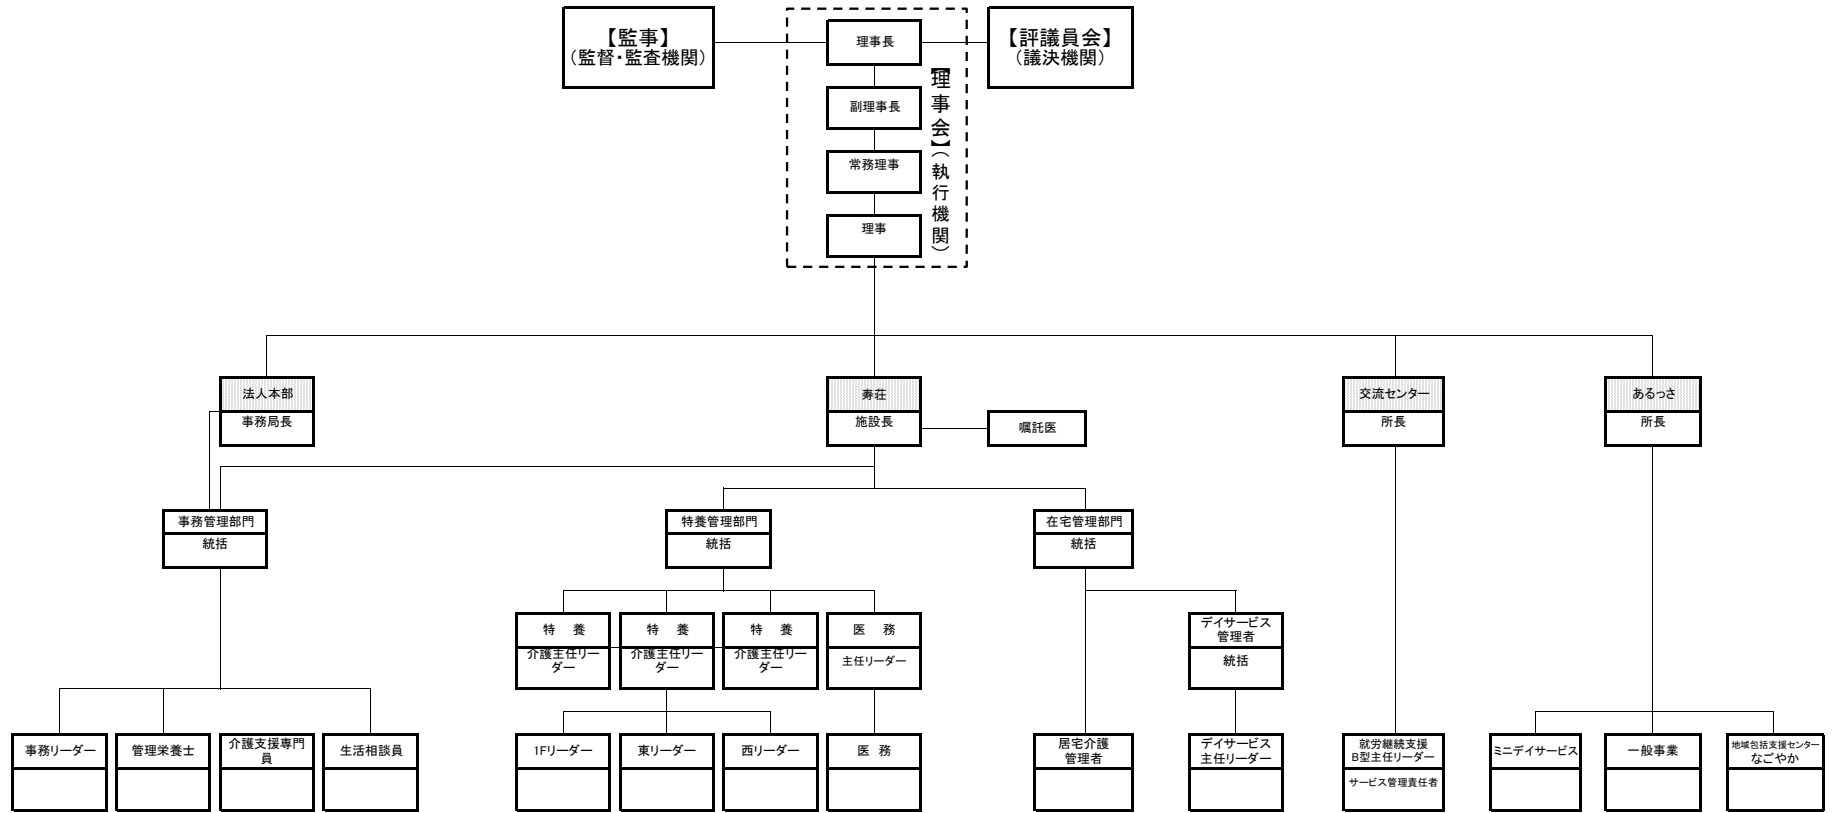 【監事】
(監督・監査機関)
理事長
【評議員会】
(議決機関)
副理事長
常務理事
理事
【理事会】(執行機関)
法人本部
事務局長
寿荘
施設長
嘱託医
交流センター
所長
あるっさ
所長
事務管理部門
統括
特養管理部門
統括
在宅管理部門
統括
特 養
介護主任リー
ダー
特 養
介護主任リー
ダー
特 養
介護主任リー
ダー
医 務
主任リーダー
デイサービス
管理者
統括
事務リーダー
管理栄養士
介護支援専門
員
生活相談員
1Fリーダー
東リーダー
西リーダー
医 務
居宅介護
管理者
デイサービス
主任リーダー
就労継続支援
B型主任リーダー
サービス管理責任者
ミニデイサービス
一般事業
地域包括支援センター
なごやか